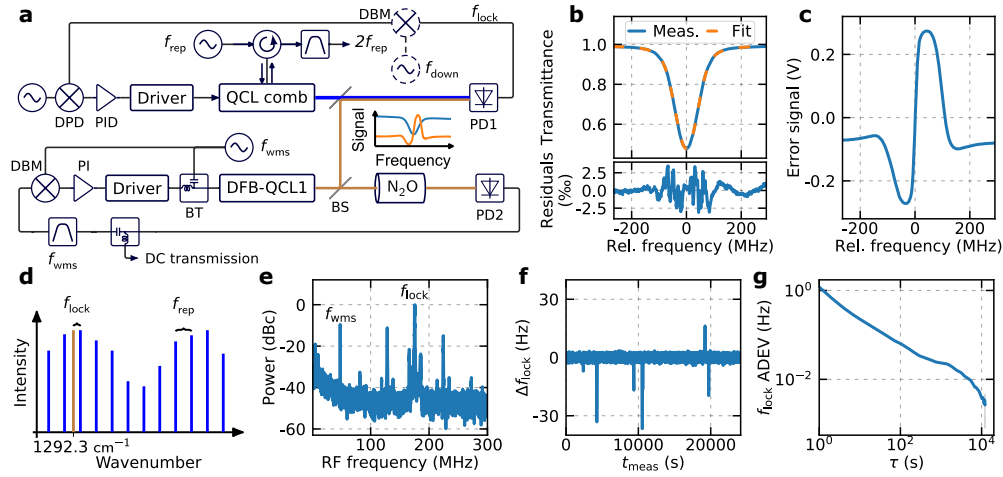 a
DBM
f_lock
f_rep
2f_rep
f_down
Driver
QCL comb
DPD
PID
PD1
Signal
Frequency
DBM
PI
f_wms
Driver
DFB-QCL1
N₂O
BT
BS
PD2
f_wms
DC transmission
b
Meas.
Fit
Transmittance
1.0
0.8
0.6
Residuals
(‰)
2.5
0.0
-2.5
-200
0
200
Rel. frequency (MHz)
c
Error signal (V)
0.2
0.0
-0.2
-200
0
200
Rel. frequency (MHz)
d
f_lock
f_rep
Intensity
1292.3 cm⁻¹
Wavenumber
e
f_lock
f_wms
Power (dBc)
0
-20
-40
-60
0
100
200
300
RF frequency (MHz)
f
Δf_lock (Hz)
30
0
-30
0
10000
20000
t_meas (s)
g
f_lock ADEV (Hz)
10⁰
10⁻²
10⁰
10²
10⁴
τ (s)